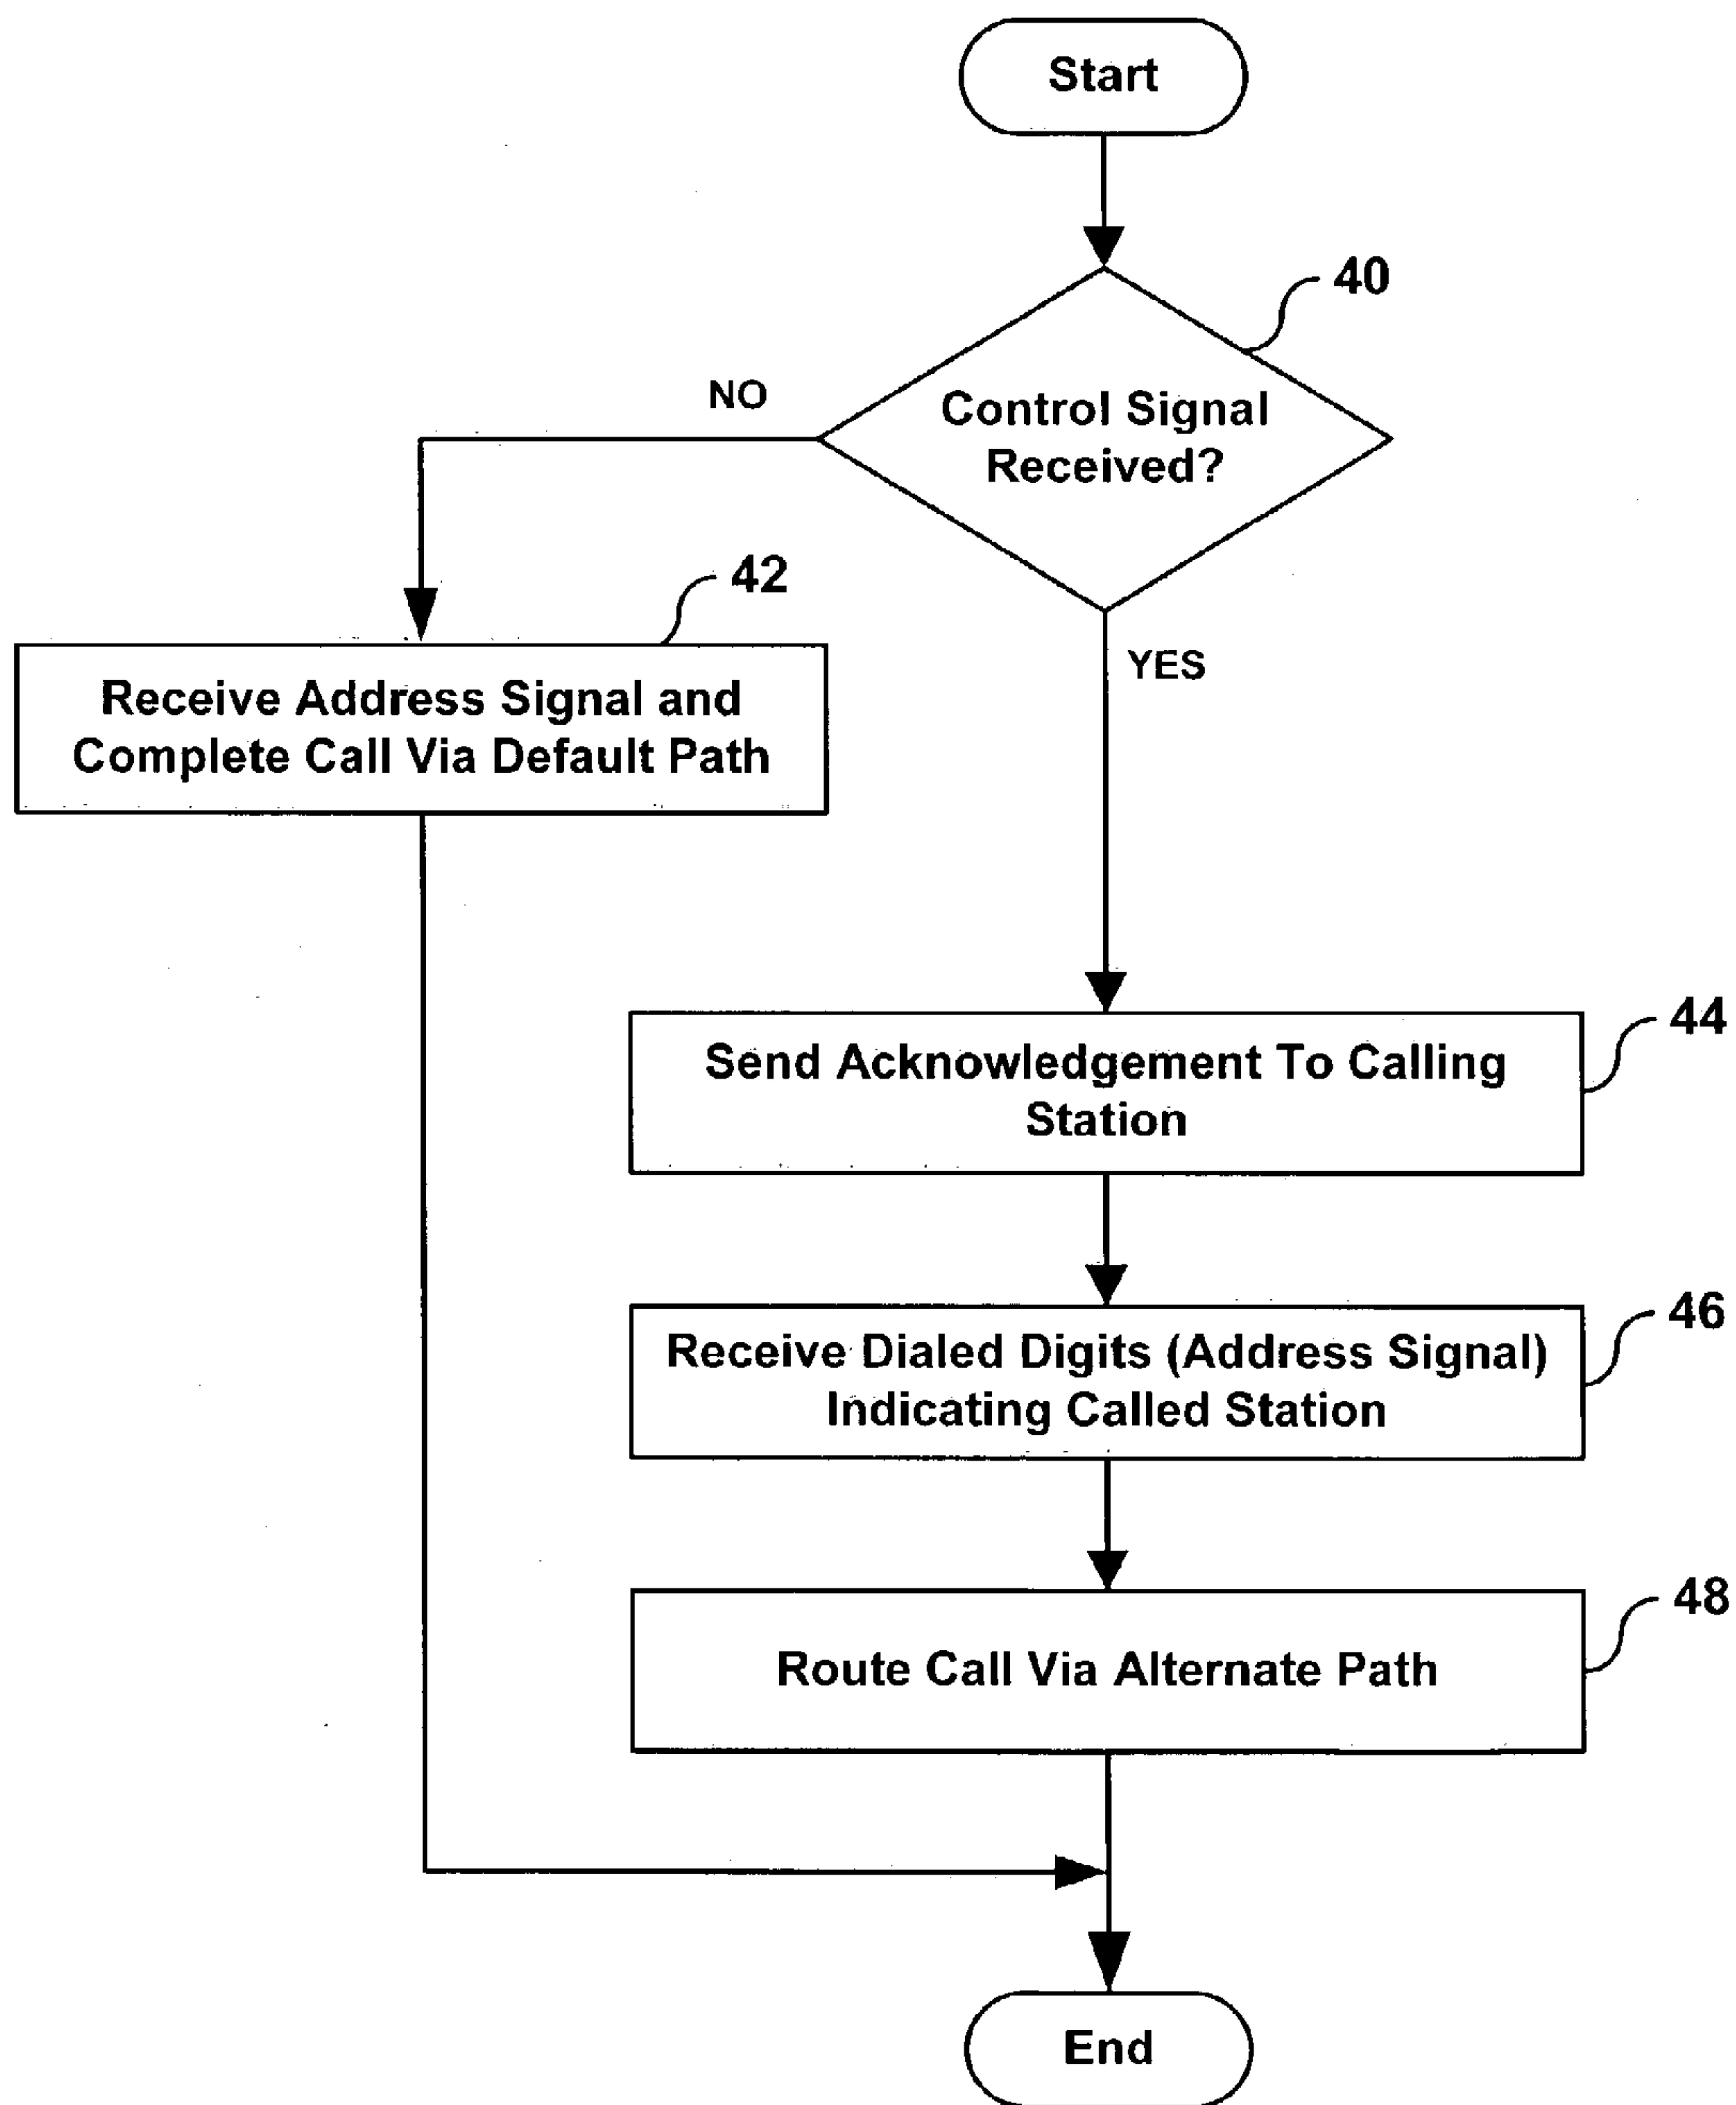 Start
40
Control Signal
Received?
NO
YES
42
Receive Address Signal and
Complete Call Via Default Path
44
Send Acknowledgement To Calling
Station
46
Receive Dialed Digits (Address Signal)
Indicating Called Station
48
Route Call Via Alternate Path
End